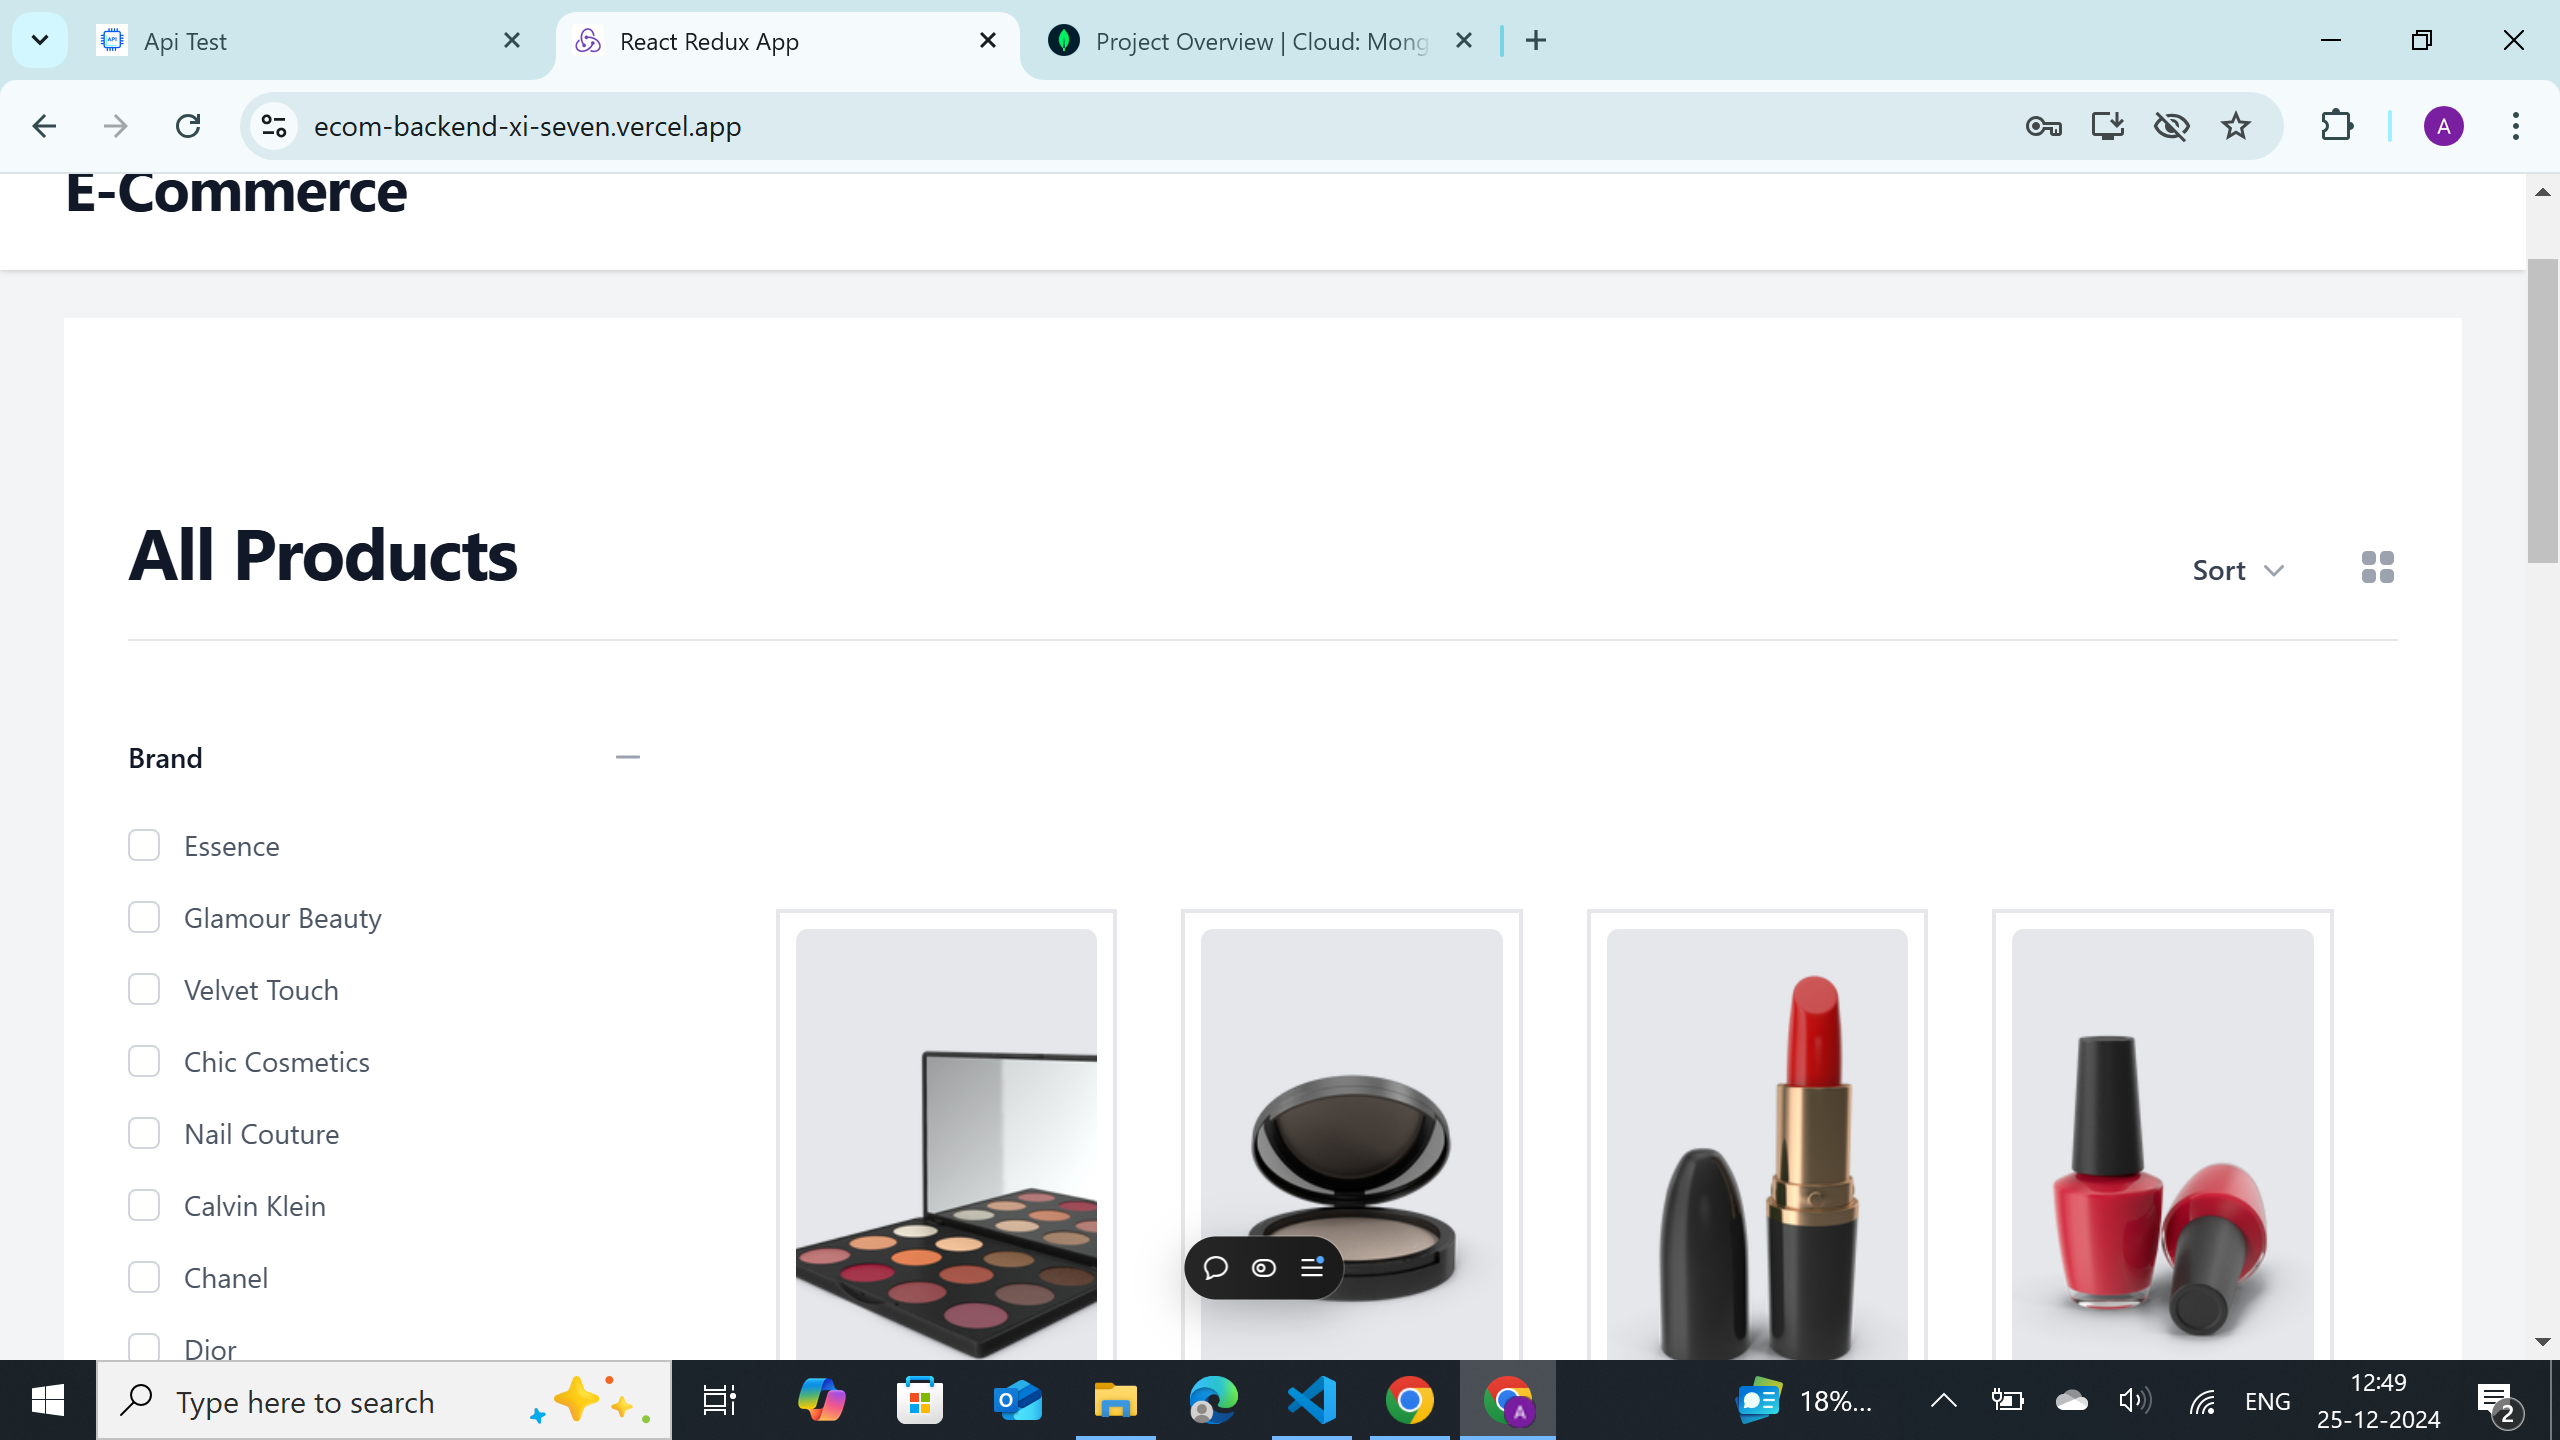 Api Test
React Redux App
Project Overview | Cloud: Mong
ecom-backend-xi-seven.vercel.app
A
E-Commerce
All Products
Sort
Brand
Essence
Glamour Beauty
Velvet Touch
Chic Cosmetics
Nail Couture
Calvin Klein
Chanel
Dior
Type here to search
18%...
ENG
12:49
25-12-2024
2